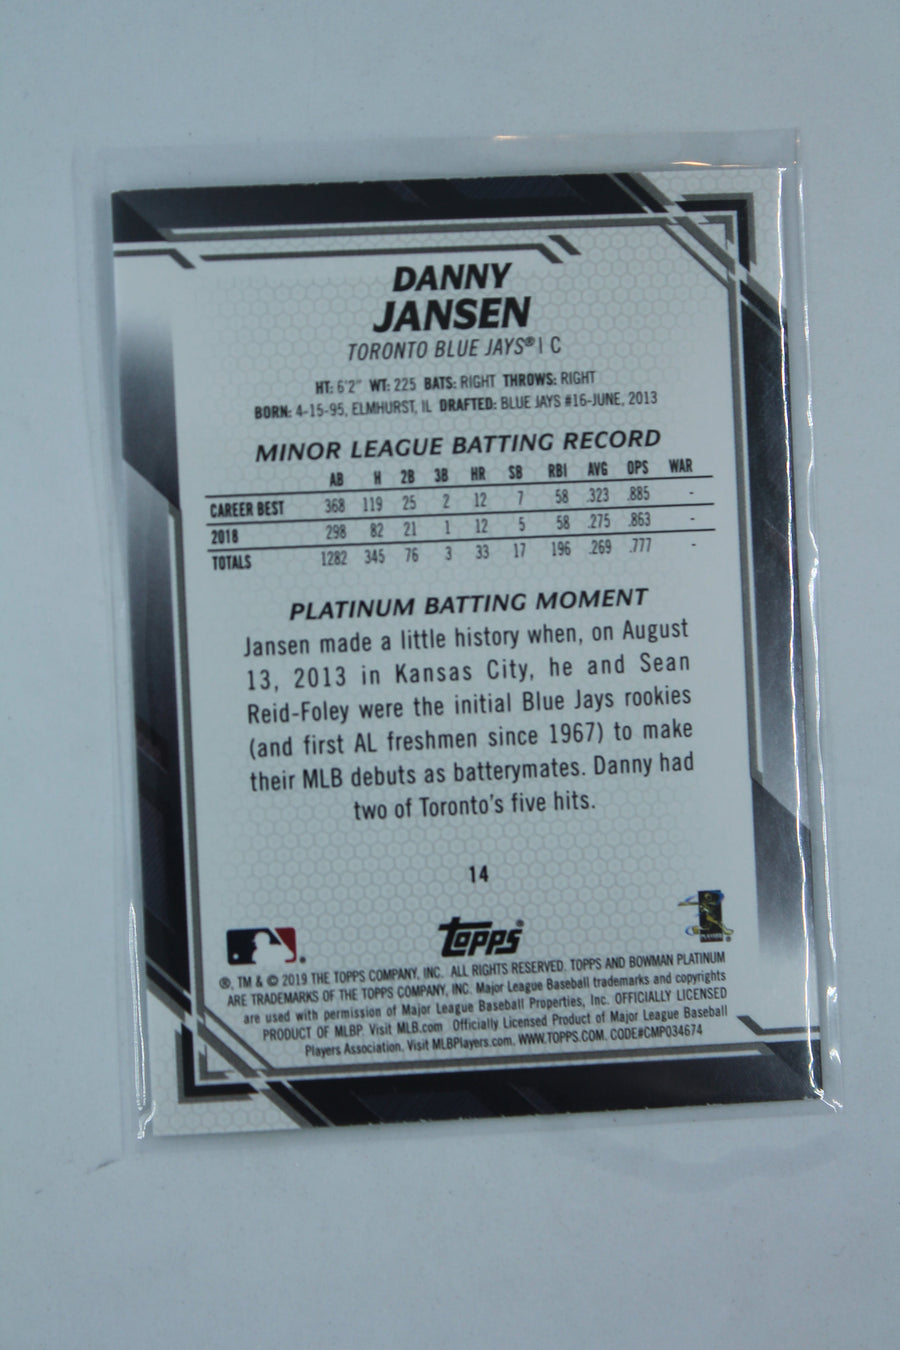 DANNY
JANSEN
TORONTO BLUE JAYS® | C
HT: 6'2" WT: 225 BATS: RIGHT THROWS: RIGHT
BORN: 4-15-95, ELMHURST, IL DRAFTED: BLUE JAYS #16-JUNE, 2013
MINOR LEAGUE BATTING RECORD
AB H 2B 3B HR SB RBI AVG OPS WAR
CAREER BEST 368 119 25 2 12 7 58 .323 .885 -
2018 298 82 21 1 12 5 58 .275 .863 -
TOTALS 1282 345 76 3 33 17 196 .269 .777 -
PLATINUM BATTING MOMENT
Jansen made a little history when, on August
13, 2013 in Kansas City, he and Sean
Reid-Foley were the initial Blue Jays rookies
(and first AL freshmen since 1967) to make
their MLB debuts as batterymates. Danny had
two of Toronto's five hits.
14
TOPPS®
®, TM & © 2019 THE TOPPS COMPANY, INC. ALL RIGHTS RESERVED. TOPPS AND BOWMAN PLATINUM
ARE TRADEMARKS OF THE TOPPS COMPANY, INC. Major League Baseball trademarks and copyrights
are used with permission of Major League Baseball Properties, Inc. OFFICIALLY LICENSED
PRODUCT OF MLBP. Visit MLB.com Officially Licensed Product of Major League Baseball
Players Association. Visit MLBPlayers.com. WWW.TOPPS.COM. CODE#CMP034674